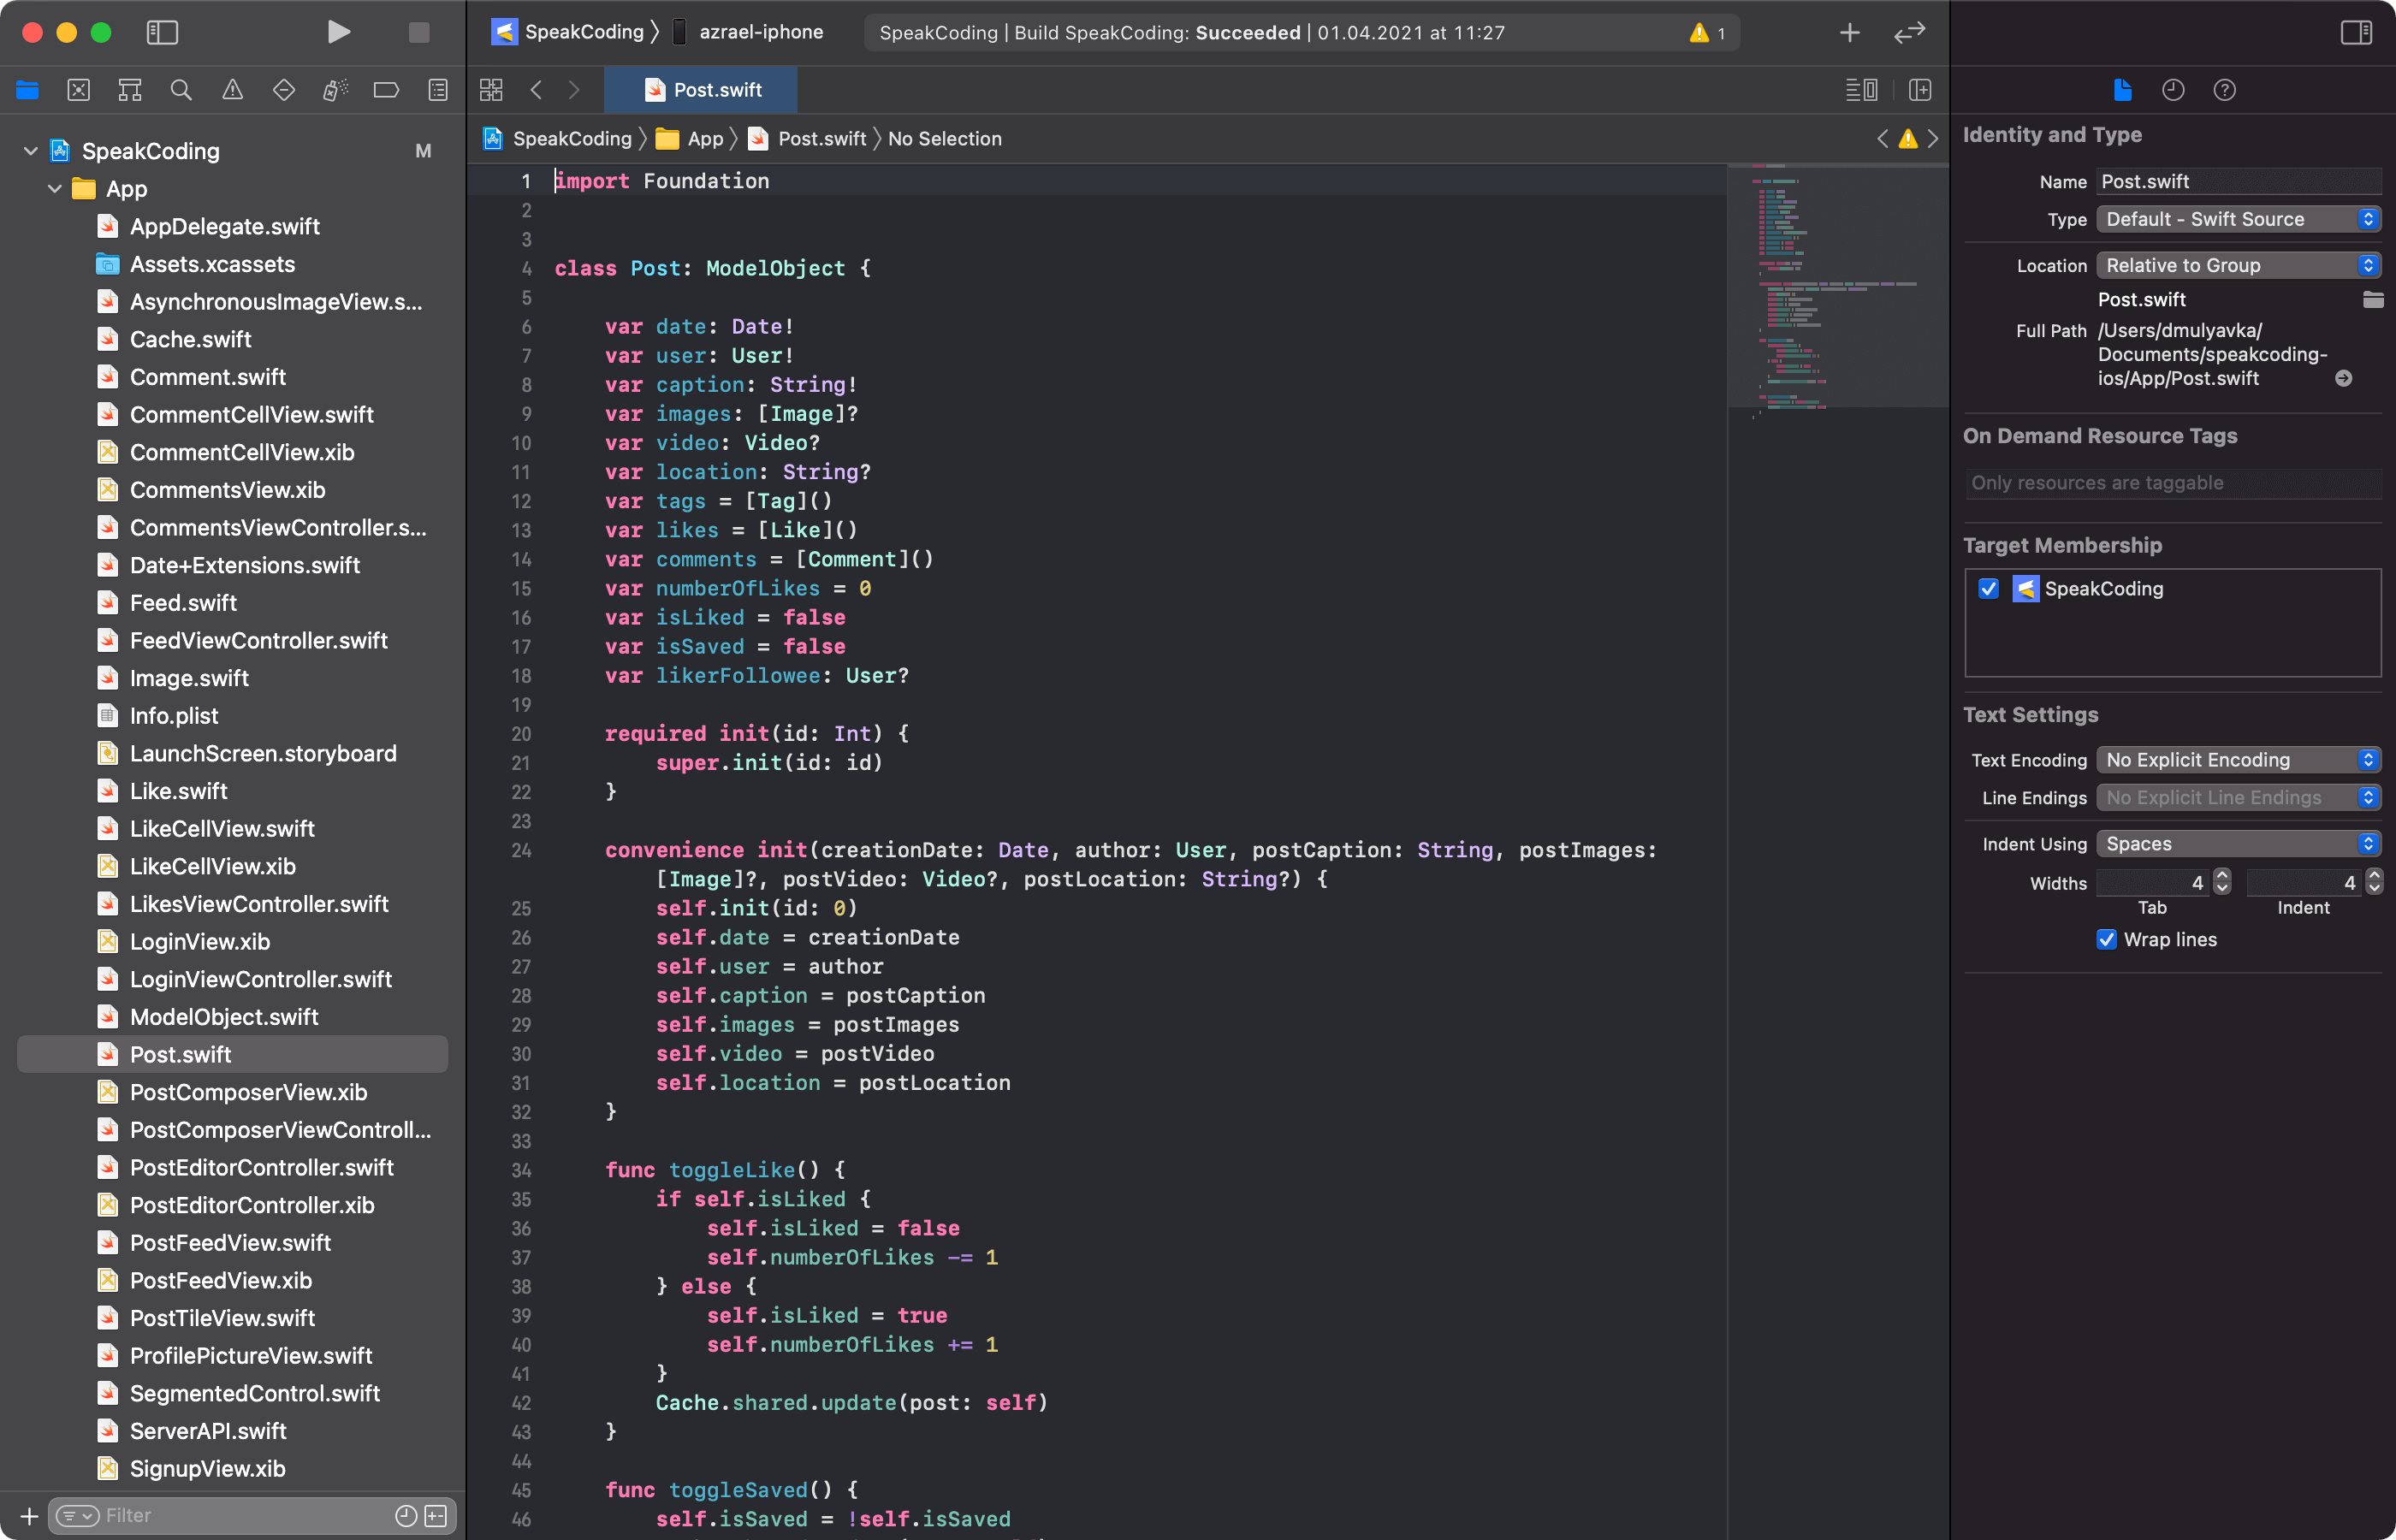 SpeakCoding azrael-iphone
SpeakCoding | Build SpeakCoding: Succeeded | 01.04.2021 at 11:27 1
Post.swift
SpeakCoding App Post.swift No Selection
SpeakCoding M
App
AppDelegate.swift
Assets.xcassets
AsynchronousImageView.s...
Cache.swift
Comment.swift
CommentCellView.swift
CommentCellView.xib
CommentsView.xib
CommentsViewController.s...
Date+Extensions.swift
Feed.swift
FeedViewController.swift
Image.swift
Info.plist
LaunchScreen.storyboard
Like.swift
LikeCellView.swift
LikeCellView.xib
LikesViewController.swift
LoginView.xib
LoginViewController.swift
ModelObject.swift
Post.swift
PostComposerView.xib
PostComposerViewControll...
PostEditorController.swift
PostEditorController.xib
PostFeedView.swift
PostFeedView.xib
PostTileView.swift
ProfilePictureView.swift
SegmentedControl.swift
ServerAPI.swift
SignupView.xib
Filter
1 import Foundation
2
3
4 class Post: ModelObject {
5
6 var date: Date!
7 var user: User!
8 var caption: String!
9 var images: [Image]?
10 var video: Video?
11 var location: String?
12 var tags = [Tag]()
13 var likes = [Like]()
14 var comments = [Comment]()
15 var numberOfLikes = 0
16 var isLiked = false
17 var isSaved = false
18 var likerFollowee: User?
19
20 required init(id: Int) {
21 super.init(id: id)
22 }
23
24 convenience init(creationDate: Date, author: User, postCaption: String, postImages:
[Image]?, postVideo: Video?, postLocation: String?) {
25 self.init(id: 0)
26 self.date = creationDate
27 self.user = author
28 self.caption = postCaption
29 self.images = postImages
30 self.video = postVideo
31 self.location = postLocation
32 }
33
34 func toggleLike() {
35 if self.isLiked {
36 self.isLiked = false
37 self.numberOfLikes -= 1
38 } else {
39 self.isLiked = true
40 self.numberOfLikes += 1
41 }
42 Cache.shared.update(post: self)
43 }
44
45 func toggleSaved() {
46 self.isSaved = !self.isSaved
Identity and Type
Name Post.swift
Type Default - Swift Source
Location Relative to Group
Post.swift
Full Path /Users/dmulyavka/
Documents/speakcoding-
ios/App/Post.swift
On Demand Resource Tags
Only resources are taggable
Target Membership
SpeakCoding
Text Settings
Text Encoding No Explicit Encoding
Line Endings No Explicit Line Endings
Indent Using Spaces
Widths 4 4
Tab Indent
Wrap lines